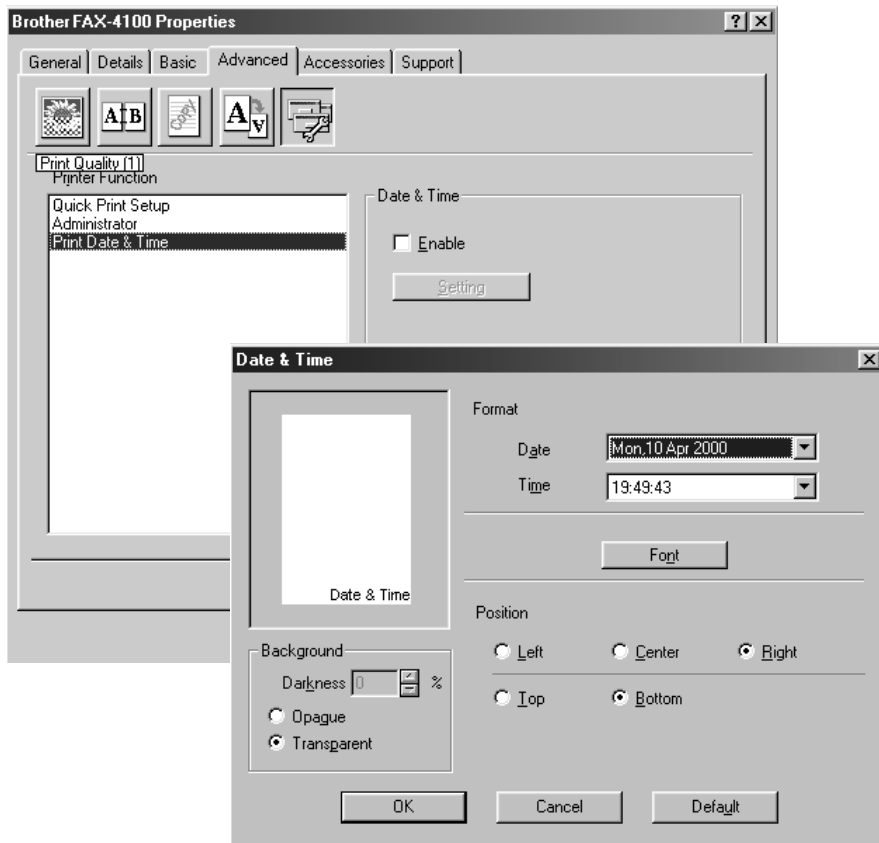 Brother FAX-4100 Properties
General Details Basic Advanced Accessories Support
A B
COPY
A A
Print Quality (1)
Printer Function
Quick Print Setup
Administrator
Print Date & Time
Date & Time
Enable
Setting
Date & Time
Date & Time
Format
Date Mon,10 Apr 2000
Time 19:49:43
Font
Position
Left Center Right
Top Bottom
Background
Darkness 0 %
Opague
Transparent
OK Cancel Default